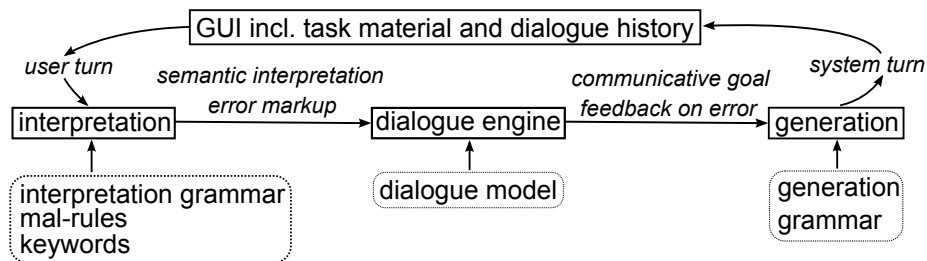 GUI incl. task material and dialogue history
user turn
semantic interpretation
error markup
communicative goal
feedback on error
system turn
interpretation
dialogue engine
generation
interpretation grammar
mal-rules
keywords
dialogue model
generation
grammar